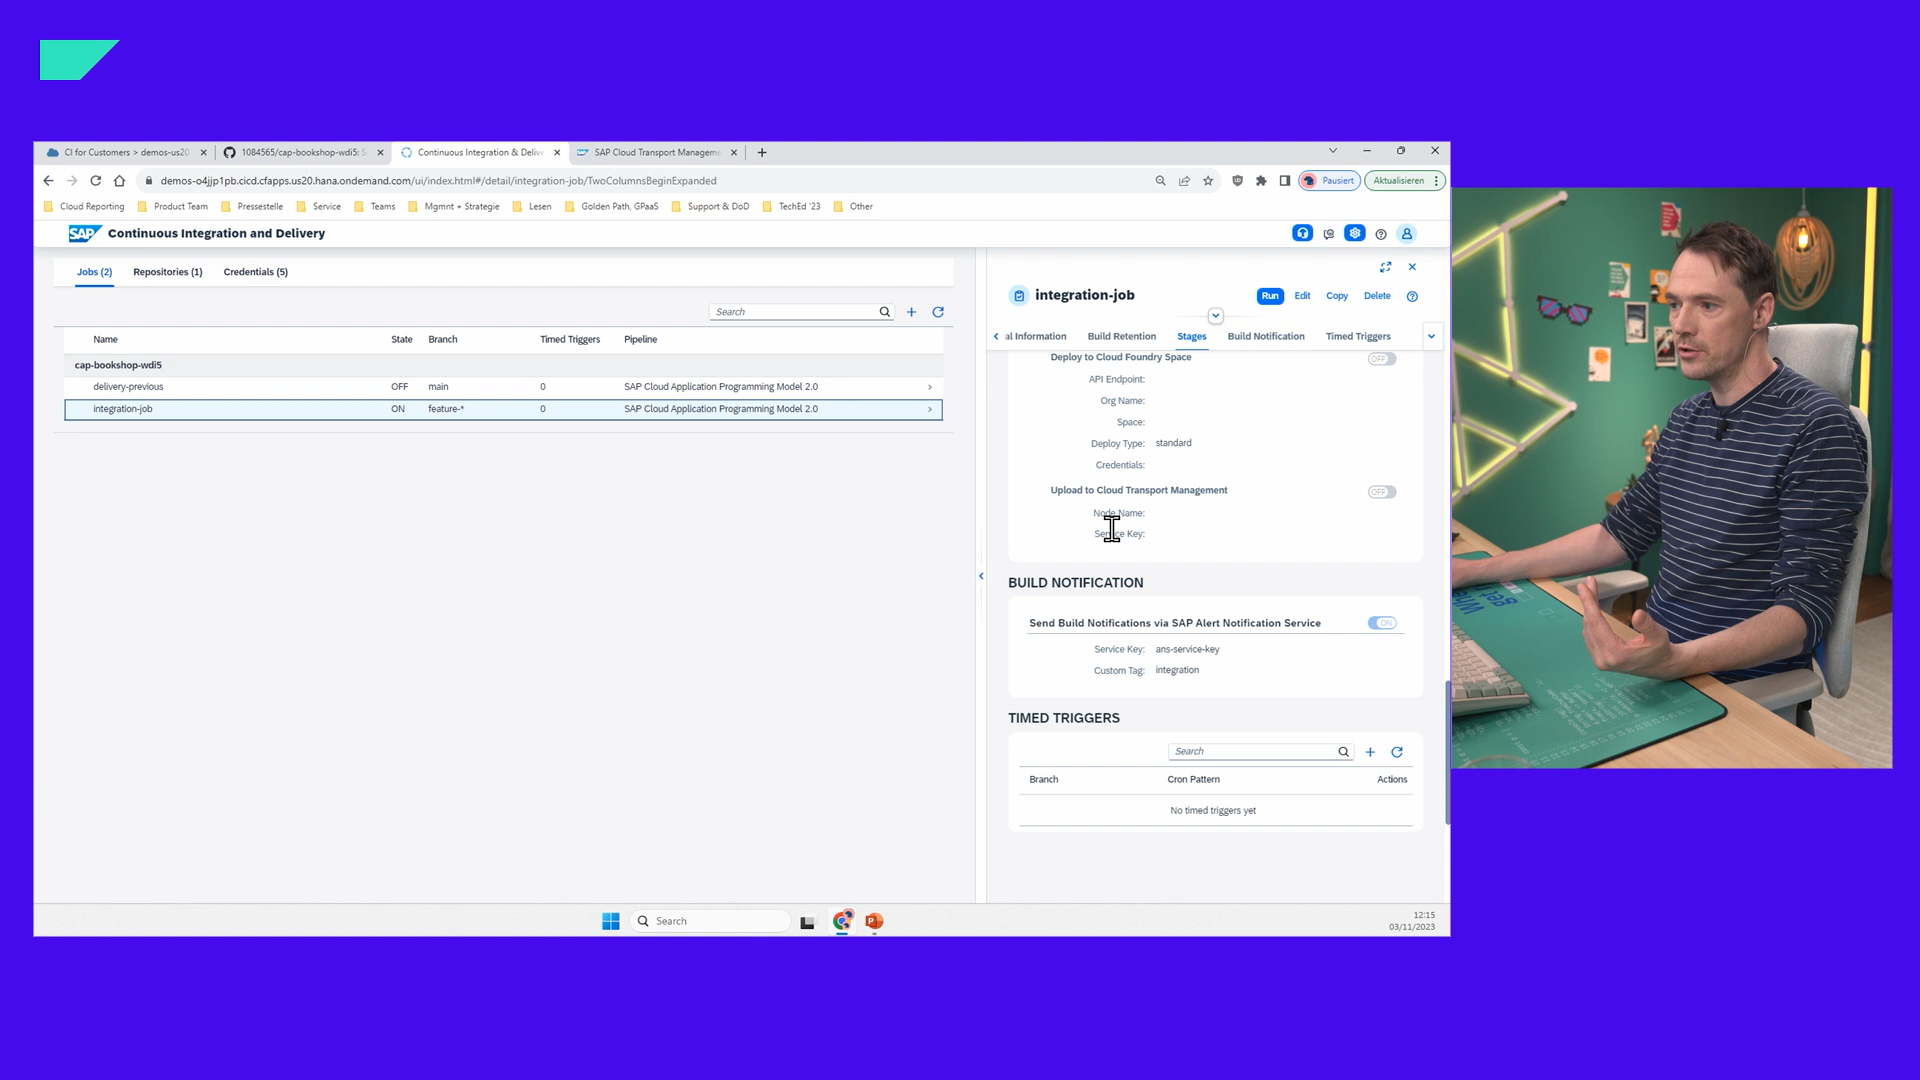 CI for Customers > demos-us20
1084565/cap-bookshop-wdi5: S
Continuous Integration & Delive
SAP Cloud Transport Managem
demos-o4jjp1pb.cicd.cfapps.us20.hana.ondemand.com/ui/index.html#/detail/integration-job/TwoColumnsBeginExpanded
Pausiert
Aktualisieren
Cloud Reporting
Product Team
Pressestelle
Service
Teams
Mgmnt + Strategie
Lesen
Golden Path, GPaaS
Support & DoD
TechEd '23
Other
SAP Continuous Integration and Delivery
Jobs (2) Repositories (1) Credentials (5)
Search
Name State Branch Timed Triggers Pipeline
cap-bookshop-wdi5
delivery-previous OFF main 0 SAP Cloud Application Programming Model 2.0
integration-job ON feature-* 0 SAP Cloud Application Programming Model 2.0
integration-job
Run Edit Copy Delete
al Information Build Retention Stages Build Notification Timed Triggers
Deploy to Cloud Foundry Space OFF
API Endpoint:
Org Name:
Space:
Deploy Type: standard
Credentials:
Upload to Cloud Transport Management OFF
Node Name:
Service Key:
BUILD NOTIFICATION
Send Build Notifications via SAP Alert Notification Service ON
Service Key: ans-service-key
Custom Tag: integration
TIMED TRIGGERS
Search
Branch Cron Pattern Actions
No timed triggers yet
Search
12:15
03/11/2023